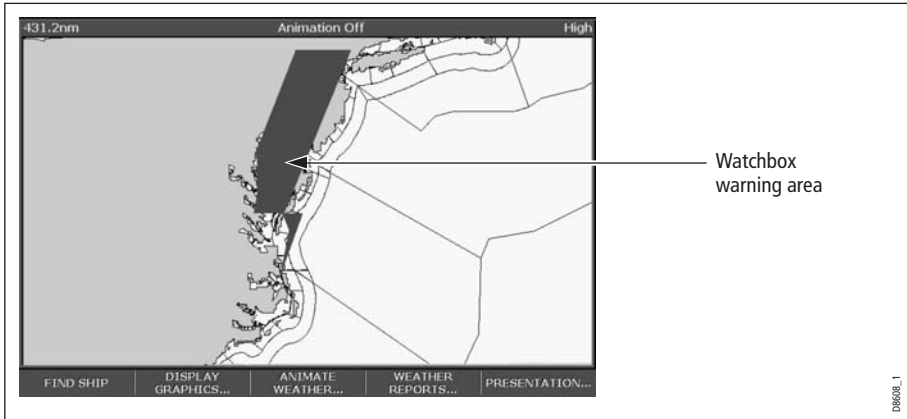 431.2nm Animation Off High
Watchbox
warning area
FIND SHIP
DISPLAY
GRAPHICS...
ANIMATE
WEATHER...
WEATHER
REPORTS...
PRESENTATION...
D8608_1